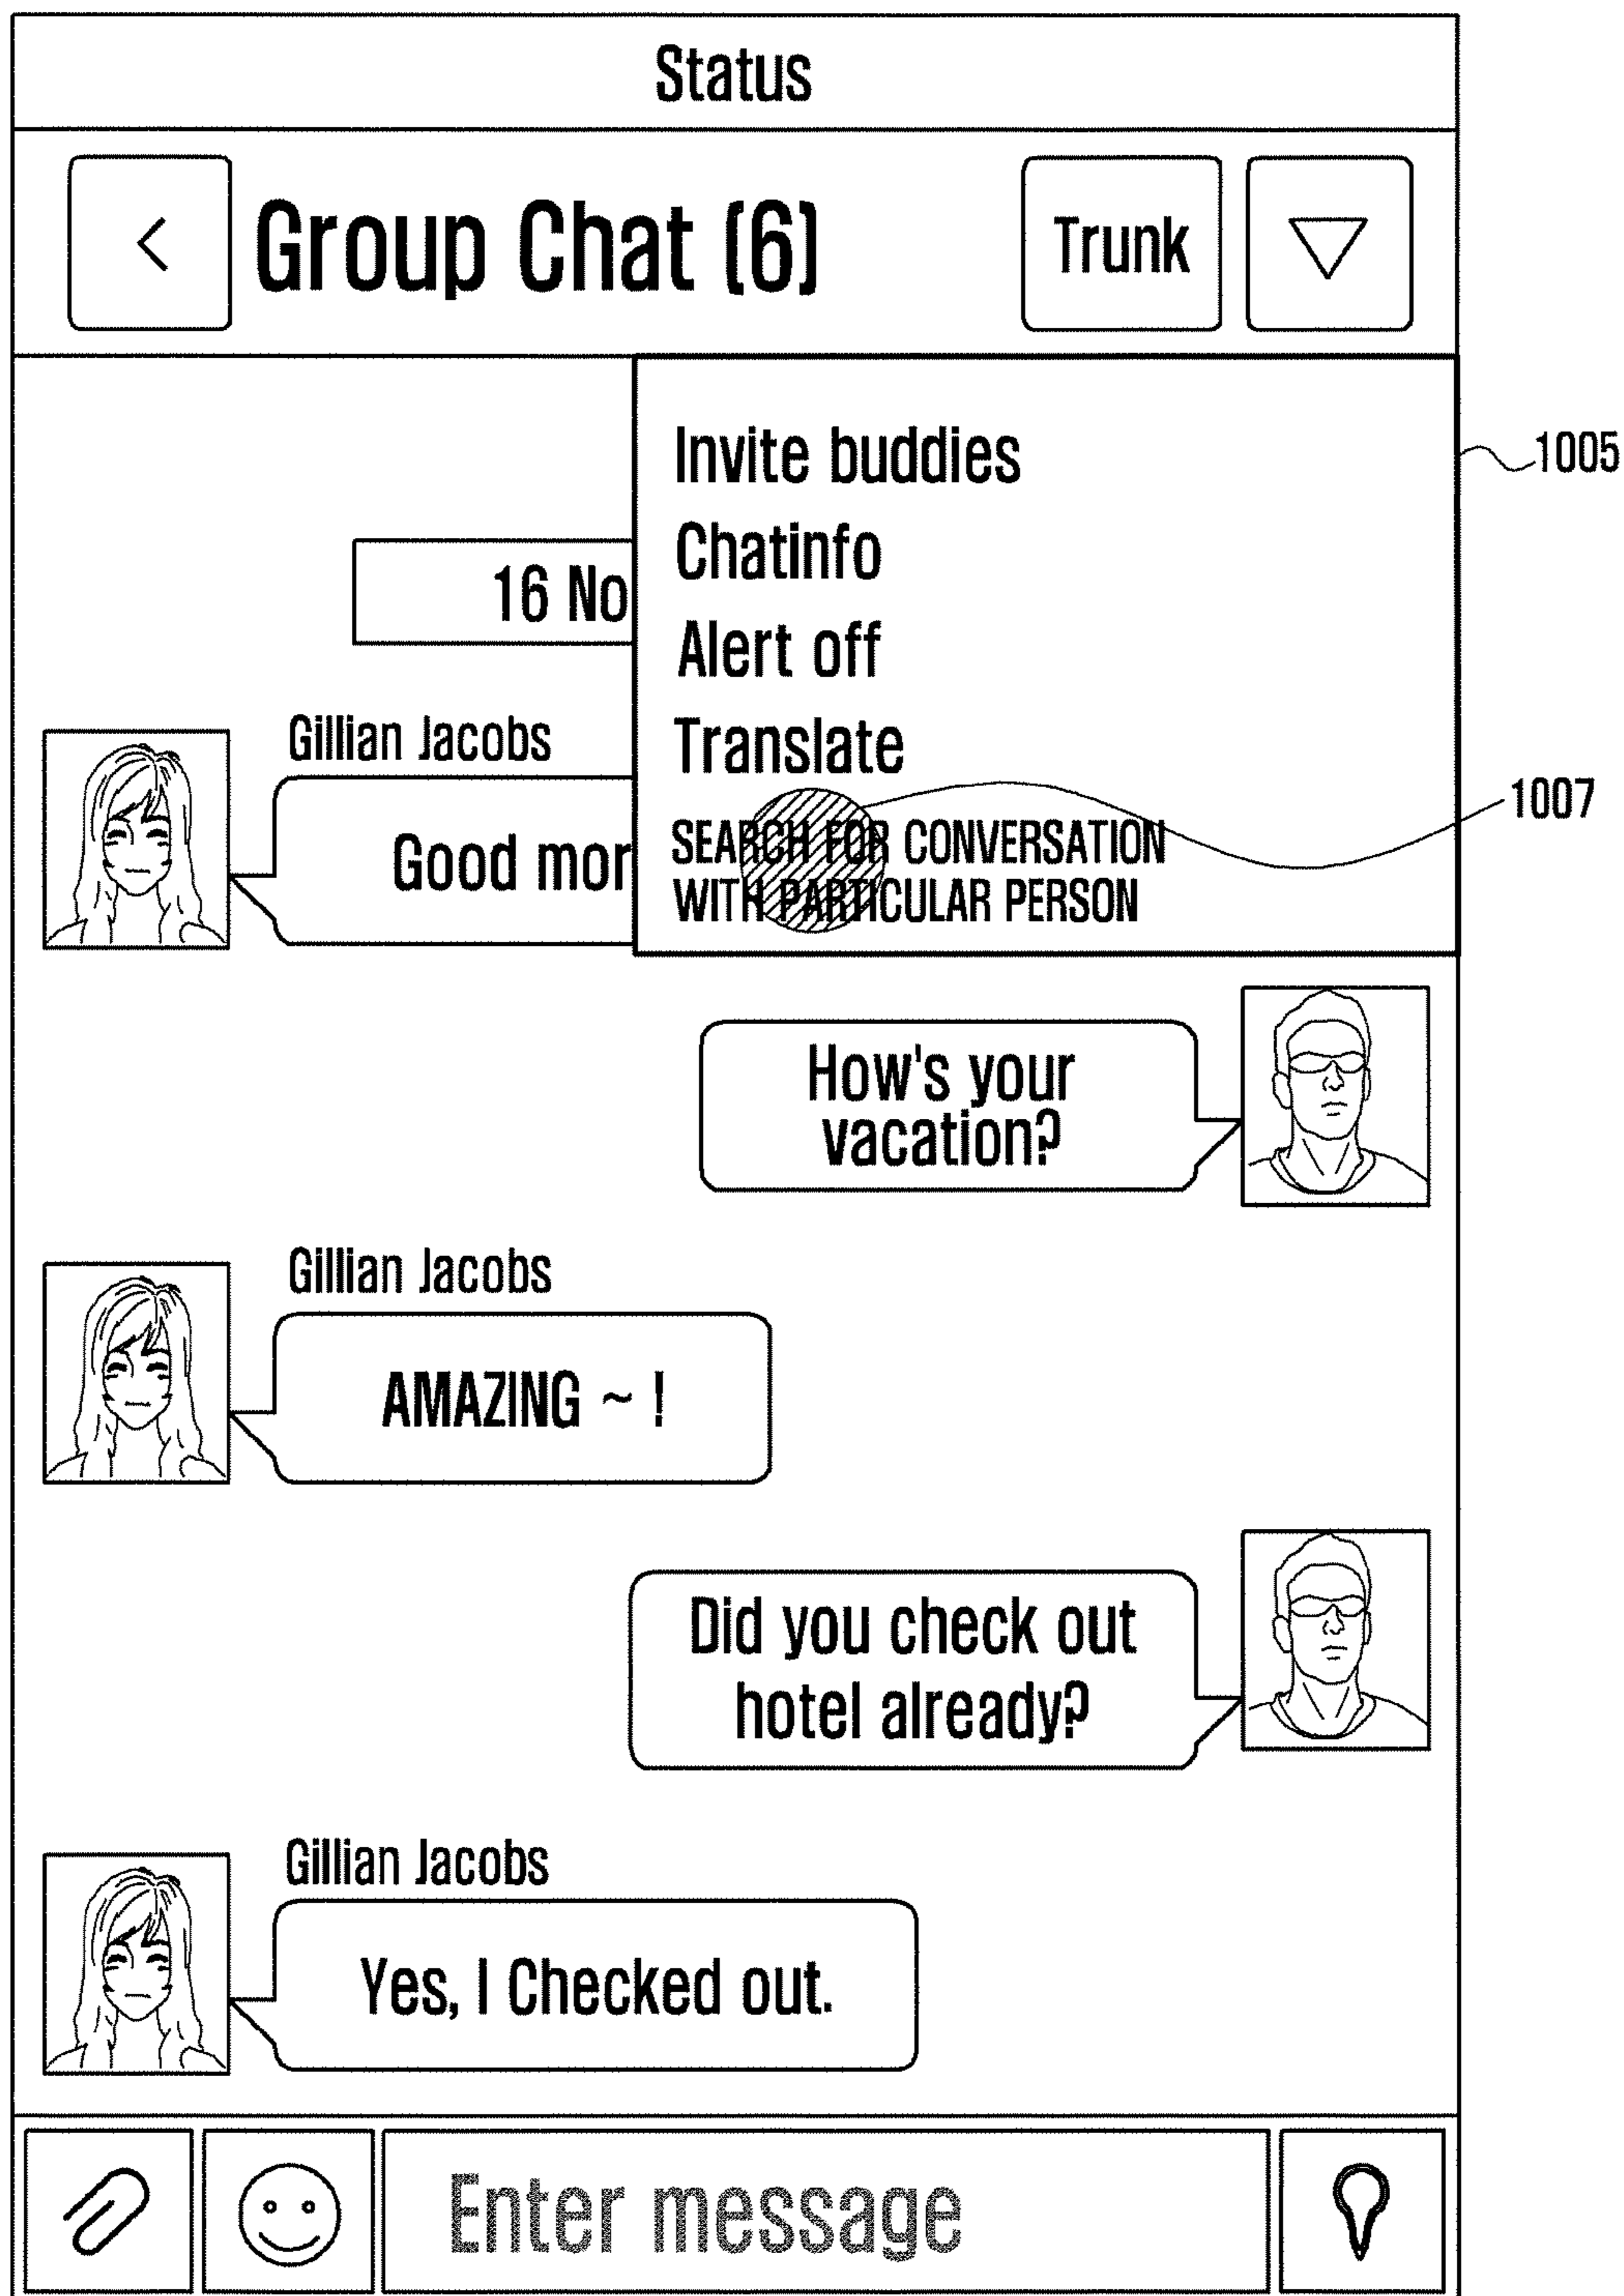 Status
Group Chat (6)
Trunk
Invite buddies
1005
Chatinfo
16 No
Alert off
Gillian Jacobs
Translate
1007
Good mor
SEARCH FOR CONVERSATION
WITH PARTICULAR PERSON
How's your
vacation?
Gillian Jacobs
AMAZING ~ !
Did you check out
hotel already?
Gillian Jacobs
Yes, I Checked out.
Enter message